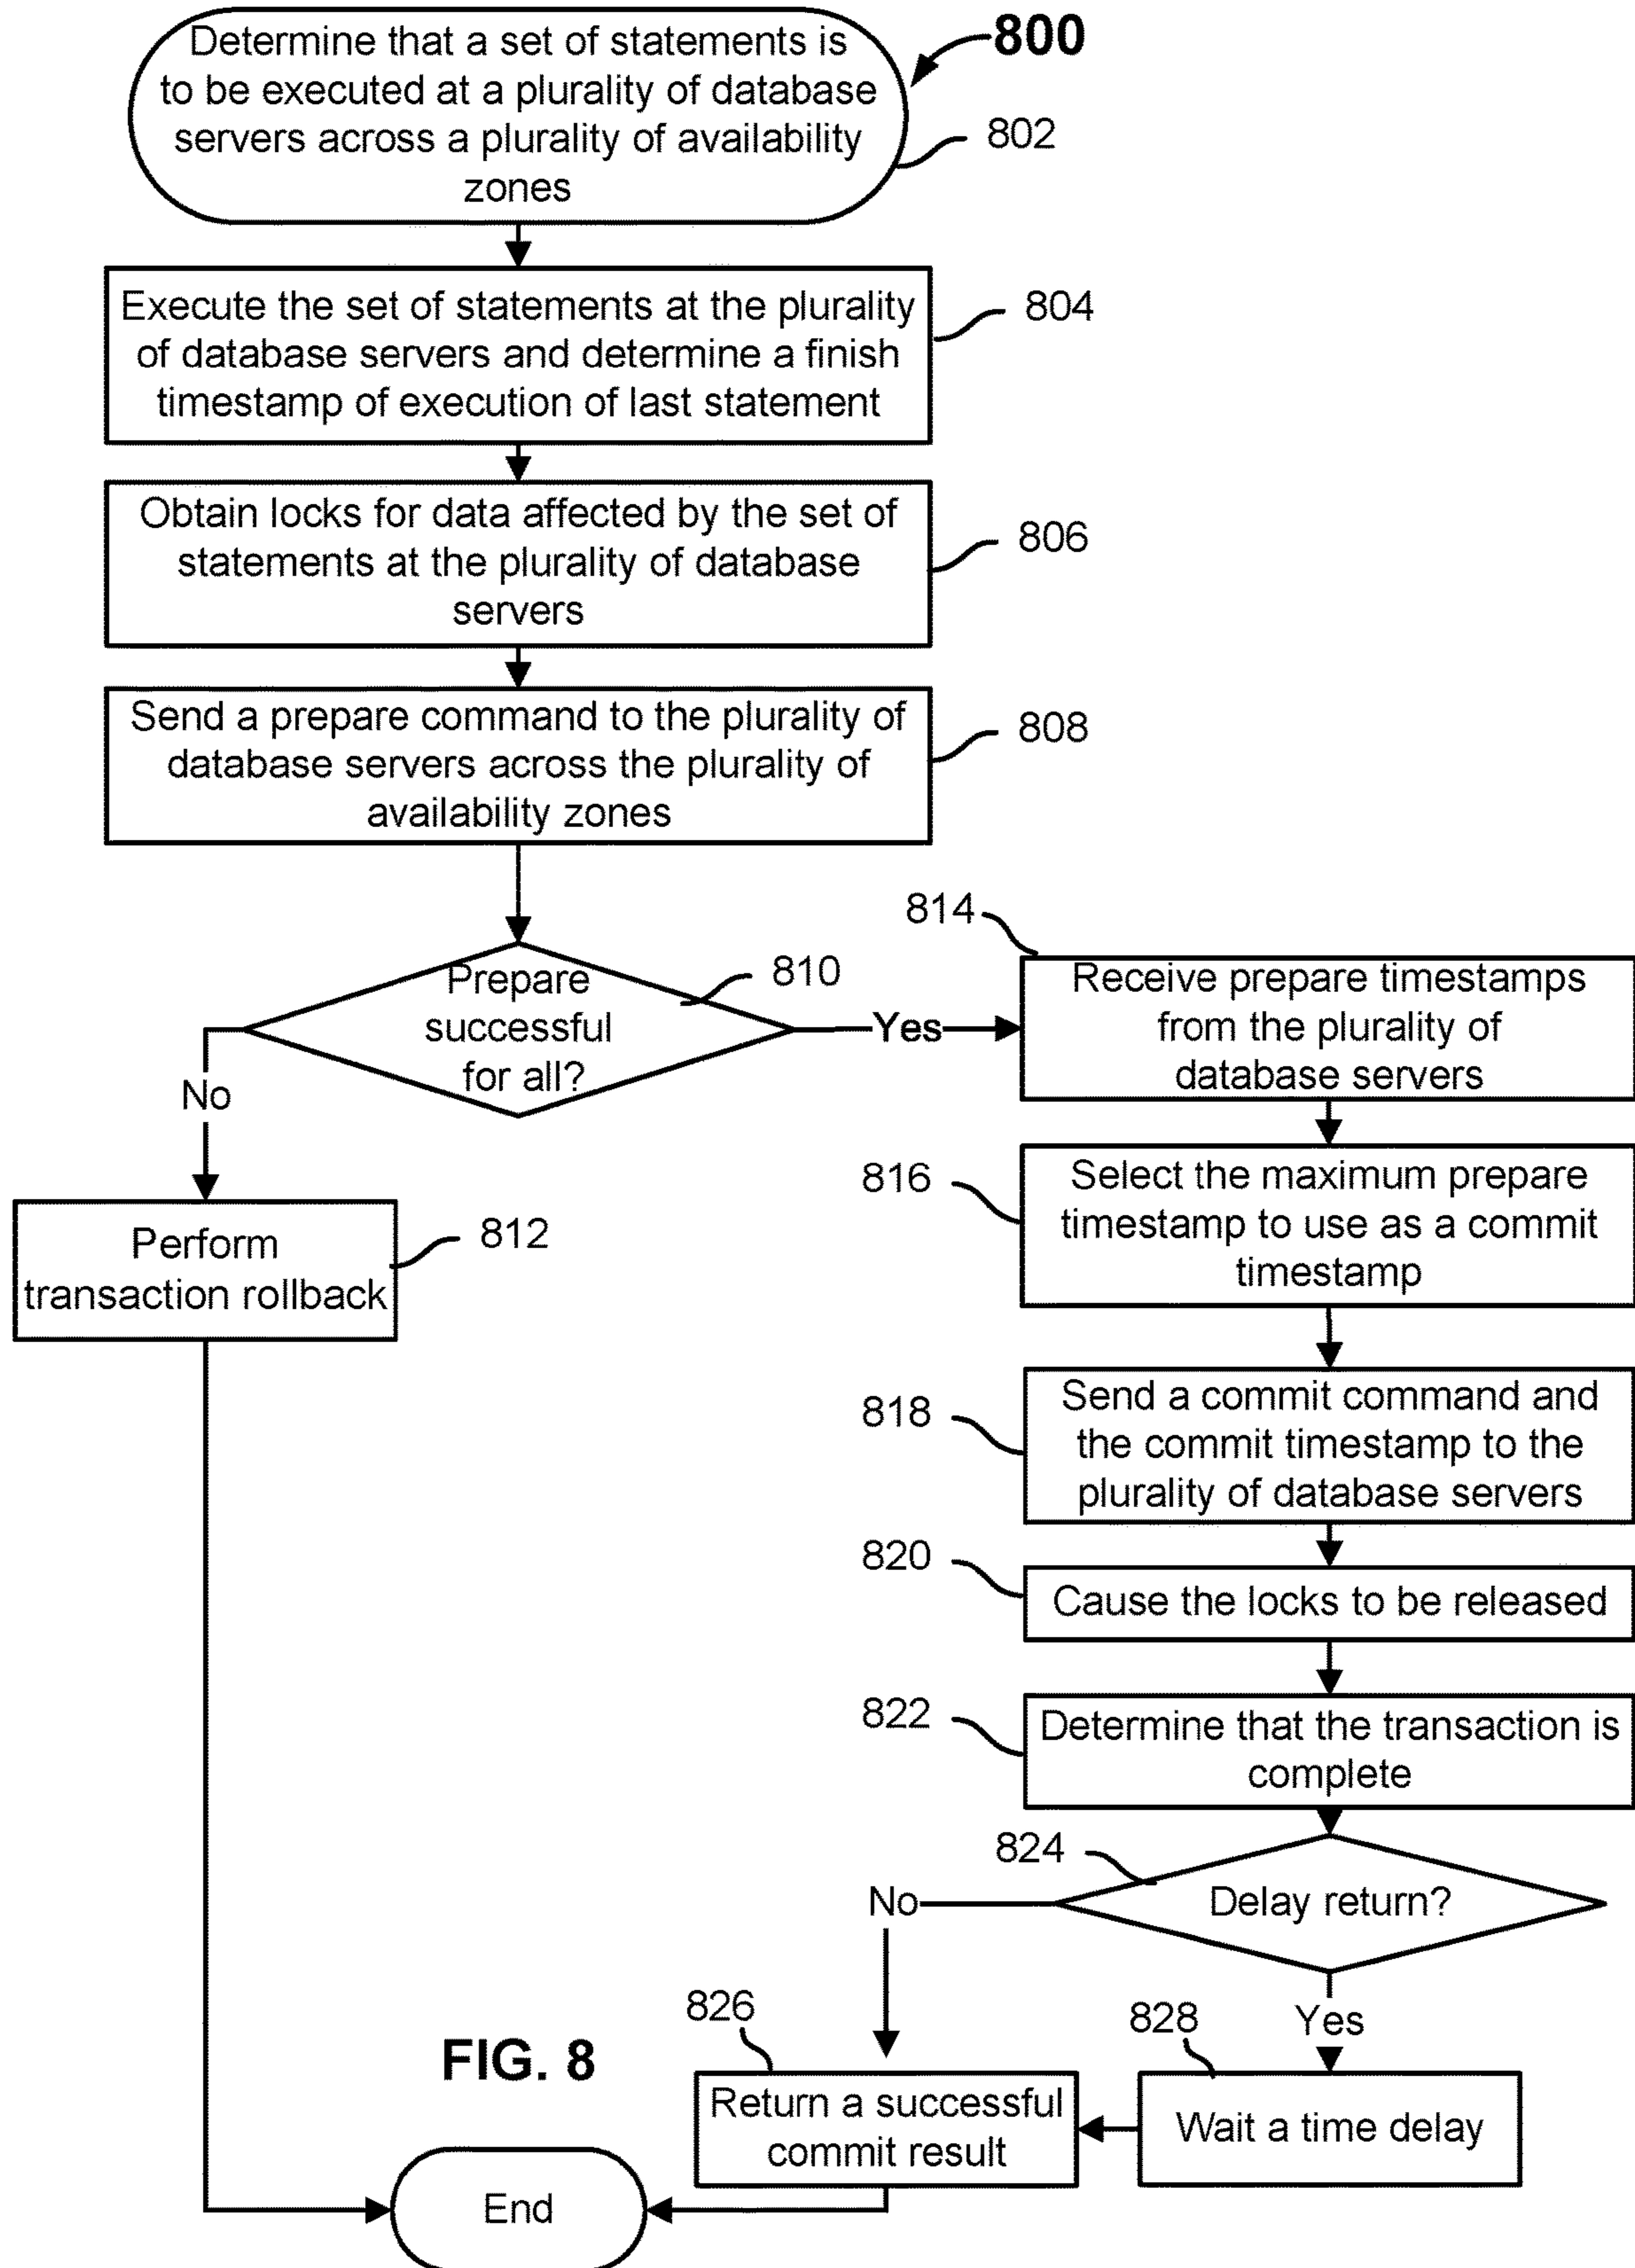 Determine that a set of statements is
to be executed at a plurality of database
servers across a plurality of availability
zones
800
802
Execute the set of statements at the plurality
of database servers and determine a finish
timestamp of execution of last statement
804
Obtain locks for data affected by the set of
statements at the plurality of database
servers
806
Send a prepare command to the plurality of
database servers across the plurality of
availability zones
808
Prepare
successful
for all?
810
No
Yes
Perform
transaction rollback
812
814
Receive prepare timestamps
from the plurality of
database servers
816
Select the maximum prepare
timestamp to use as a commit
timestamp
818
Send a commit command and
the commit timestamp to the
plurality of database servers
820
Cause the locks to be released
822
Determine that the transaction is
complete
824
Delay return?
No
Yes
826
Return a successful
commit result
828
Wait a time delay
FIG. 8
End